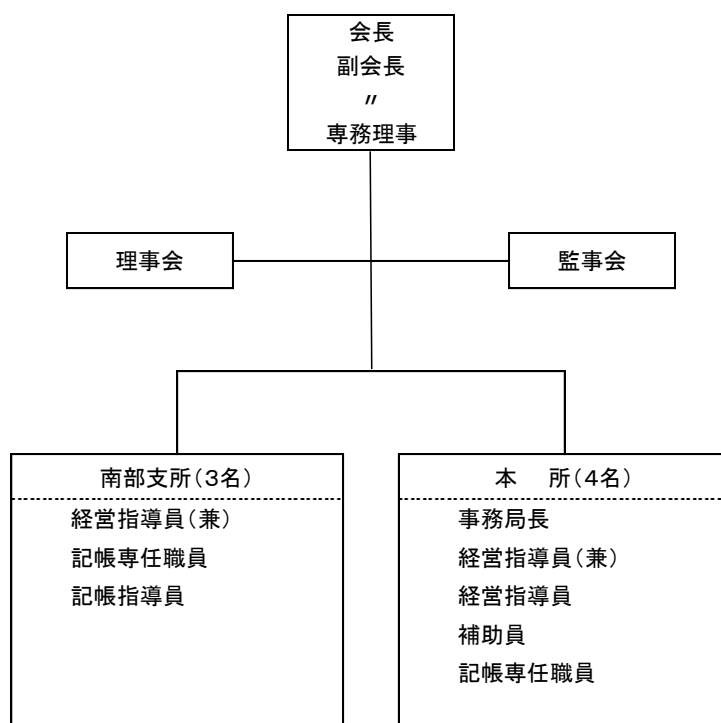 会長
副会長
〃
専務理事
理事会
監事会
南部支所(3名)
経営指導員(兼)
記帳専任職員
記帳指導員
本　所(4名)
事務局長
経営指導員(兼)
経営指導員
補助員
記帳専任職員